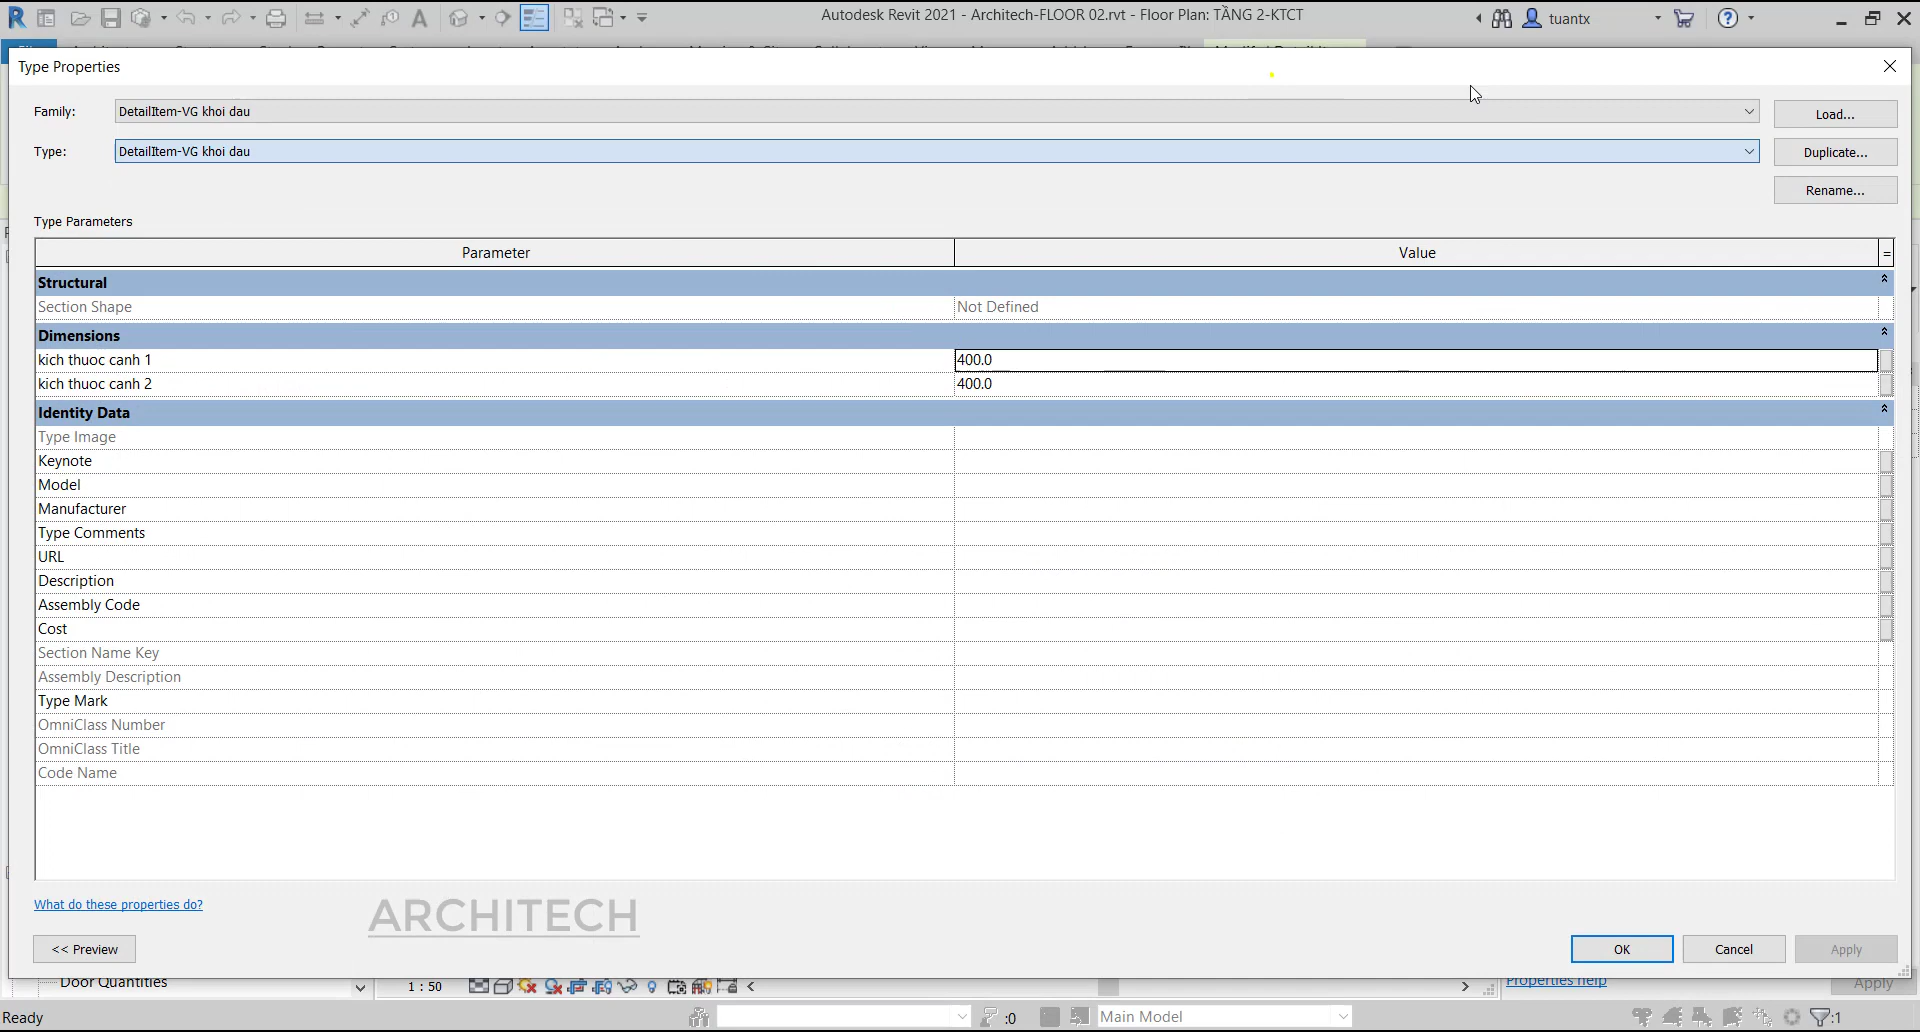 Autodesk Revit 2021 - Architech-FLOOR 02.rvt - Floor Plan: TẦNG 2-KTCT
tuantx
Type Properties
Family:
DetailItem-VG khoi dau
Load...
Type:
DetailItem-VG khoi dau
Duplicate...
Rename...
Type Parameters
Parameter
Value
=
Structural
Section Shape
Not Defined
Dimensions
kich thuoc canh 1
400.0
kich thuoc canh 2
400.0
Identity Data
Type Image
Keynote
Model
Manufacturer
Type Comments
URL
Description
Assembly Code
Cost
Section Name Key
Assembly Description
Type Mark
OmniClass Number
OmniClass Title
Code Name
What do these properties do?
ARCHITECH
<< Preview
OK
Cancel
Apply
Door Quantities
1 : 50
Properties help
Apply
Ready
:0
Main Model
:1